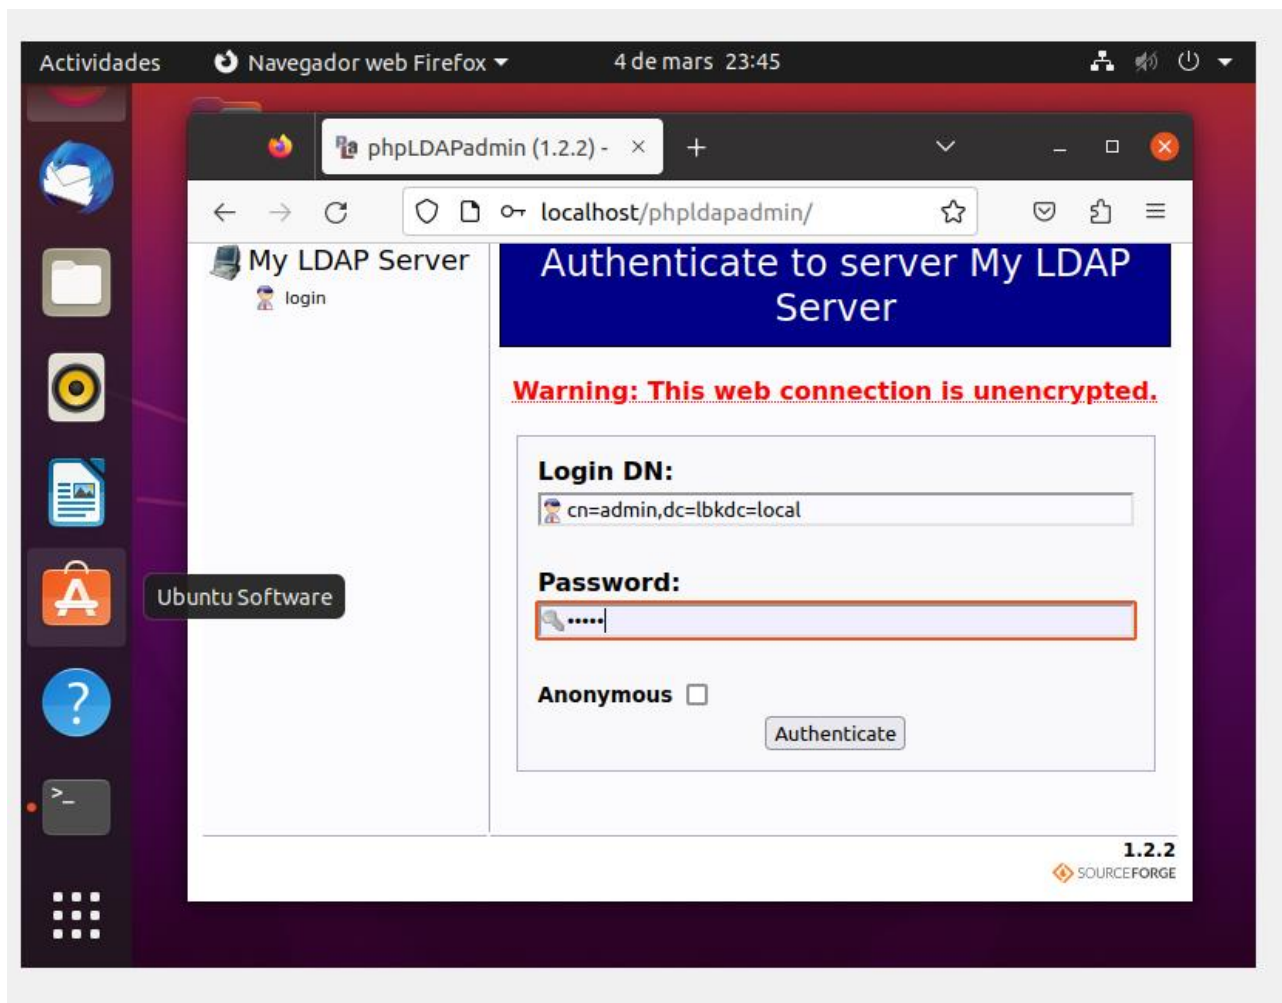 Actividades Navegador web Firefox 4 de mars 23:45
phpLDAPadmin (1.2.2) -
localhost/phpldapadmin/
My LDAP Server
login
Authenticate to server My LDAP
Server
Warning: This web connection is unencrypted.
Login DN:
cn=admin,dc=lbkdc=local
Password:
•••••
Ubuntu Software
Anonymous
Authenticate
1.2.2
SOURCEFORGE